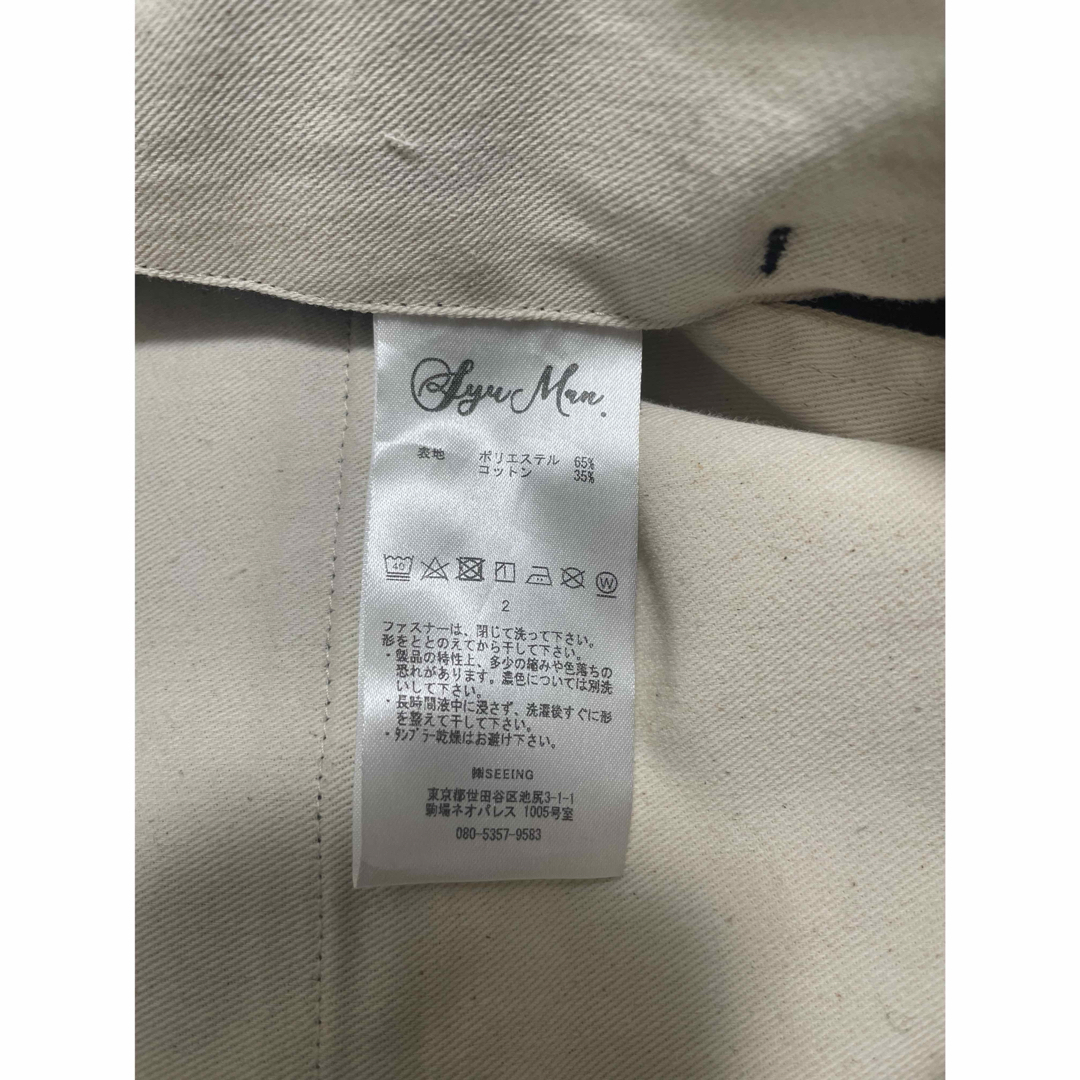 Syu Man.
表地 ポリエステル 65%
コットン 35%
40
W
2
ファスナーは、閉じて洗って下さい。
形をととのえてから干して下さい。
・製品の特性上、多少の縮みや色落ちの
恐れがあります。濃色については別洗
いして下さい。
・長時間液中に浸さず、洗濯後すぐに形
を整えて干して下さい。
・ﾀﾝﾌﾞﾗｰ乾燥はお避け下さい。
㈱SEEING
東京都世田谷区池尻3-1-1
駒場ネオパレス 1005号室
080-5357-9583